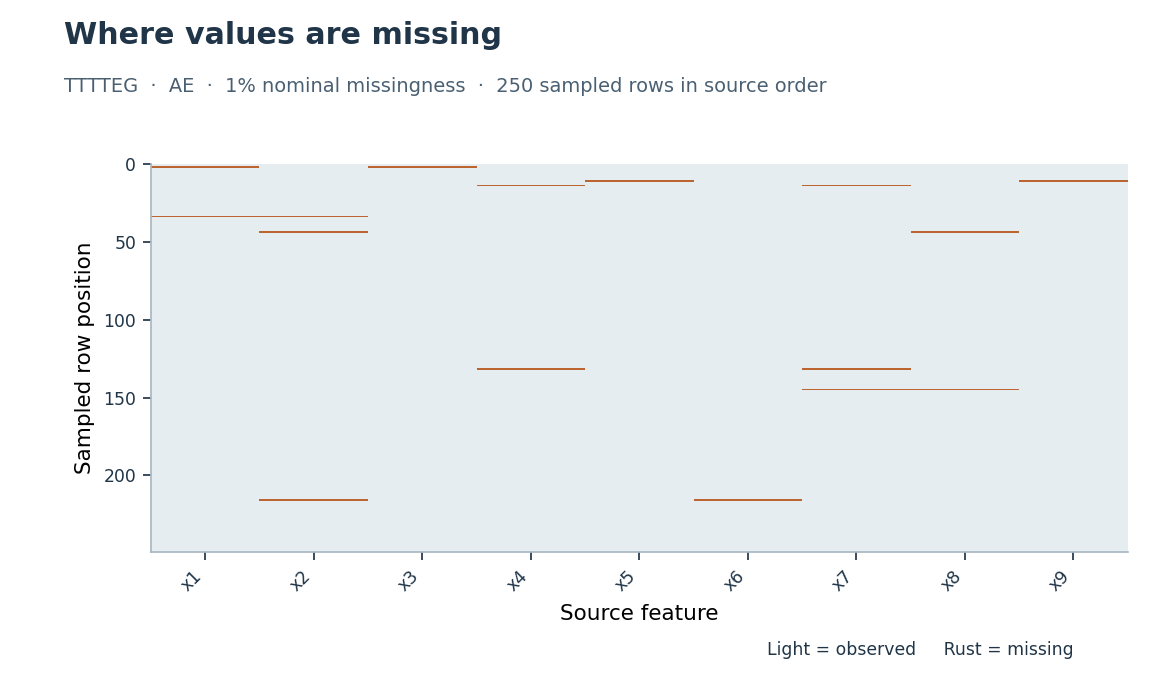 Where values are missing
TTTTEG · AE · 1% nominal missingness · 250 sampled rows in source order
0
50
100
150
200
Sampled row position
x1 x2 x3 x4 x5 x6 x7 x8 x9
Source feature
Light = observed Rust = missing